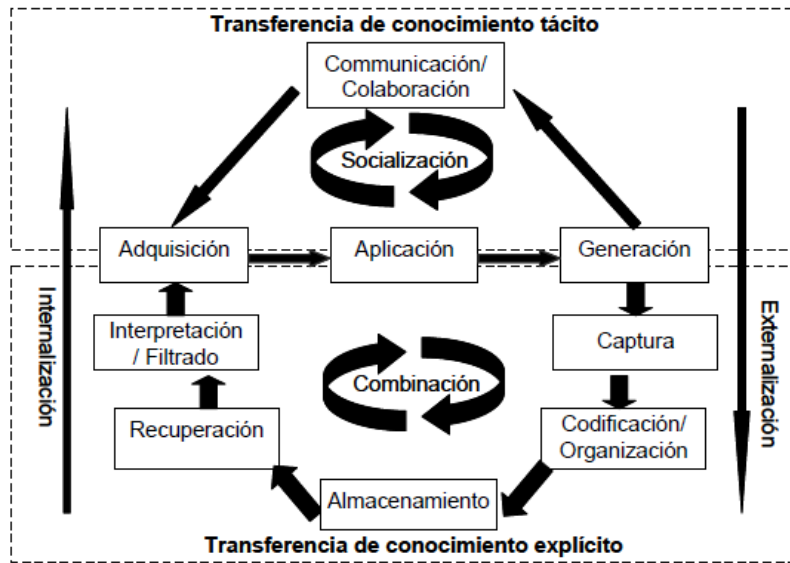 Transferencia de conocimiento tácito
Communicación/
Colaboración
Socialización
Adquisición
Aplicación
Generación
Internalización
Externalización
Interpretación
/ Filtrado
Captura
Combinación
Recuperación
Codificación/
Organización
Almacenamiento
Transferencia de conocimiento explícito